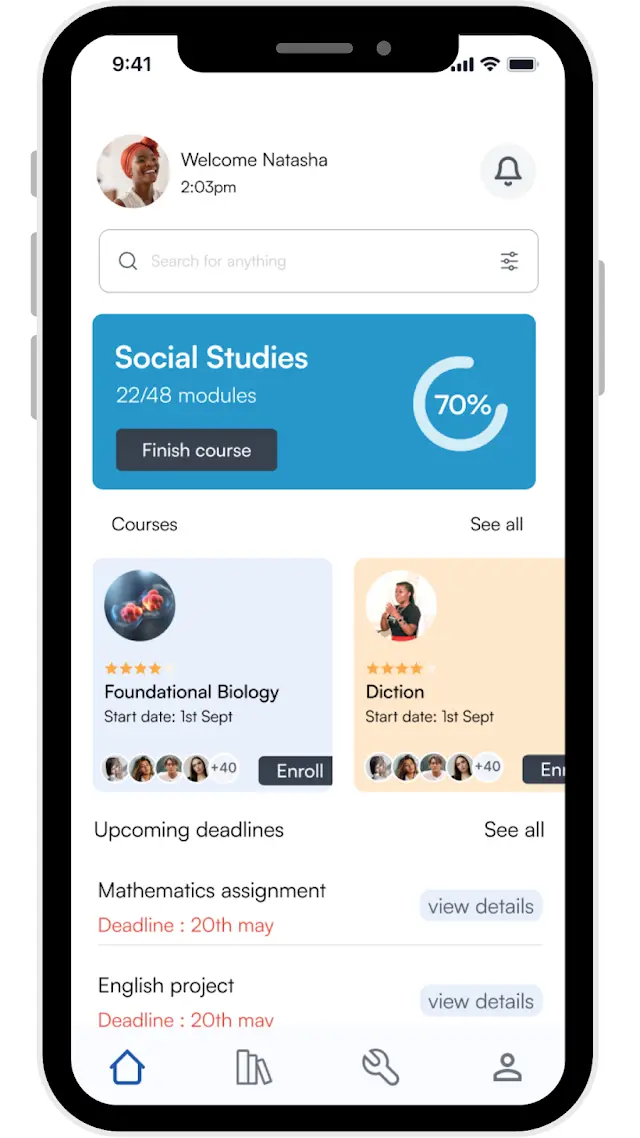 9:41
Welcome Natasha
2:03pm
Search for anything
Social Studies
22/48 modules
70%
Finish course
Courses
See all
Foundational Biology
Start date: 1st Sept
+40
Enroll
Diction
Start date: 1st Sept
+40
En
Upcoming deadlines
See all
Mathematics assignment
Deadline : 20th may
view details
English project
Deadline : 20th may
view details